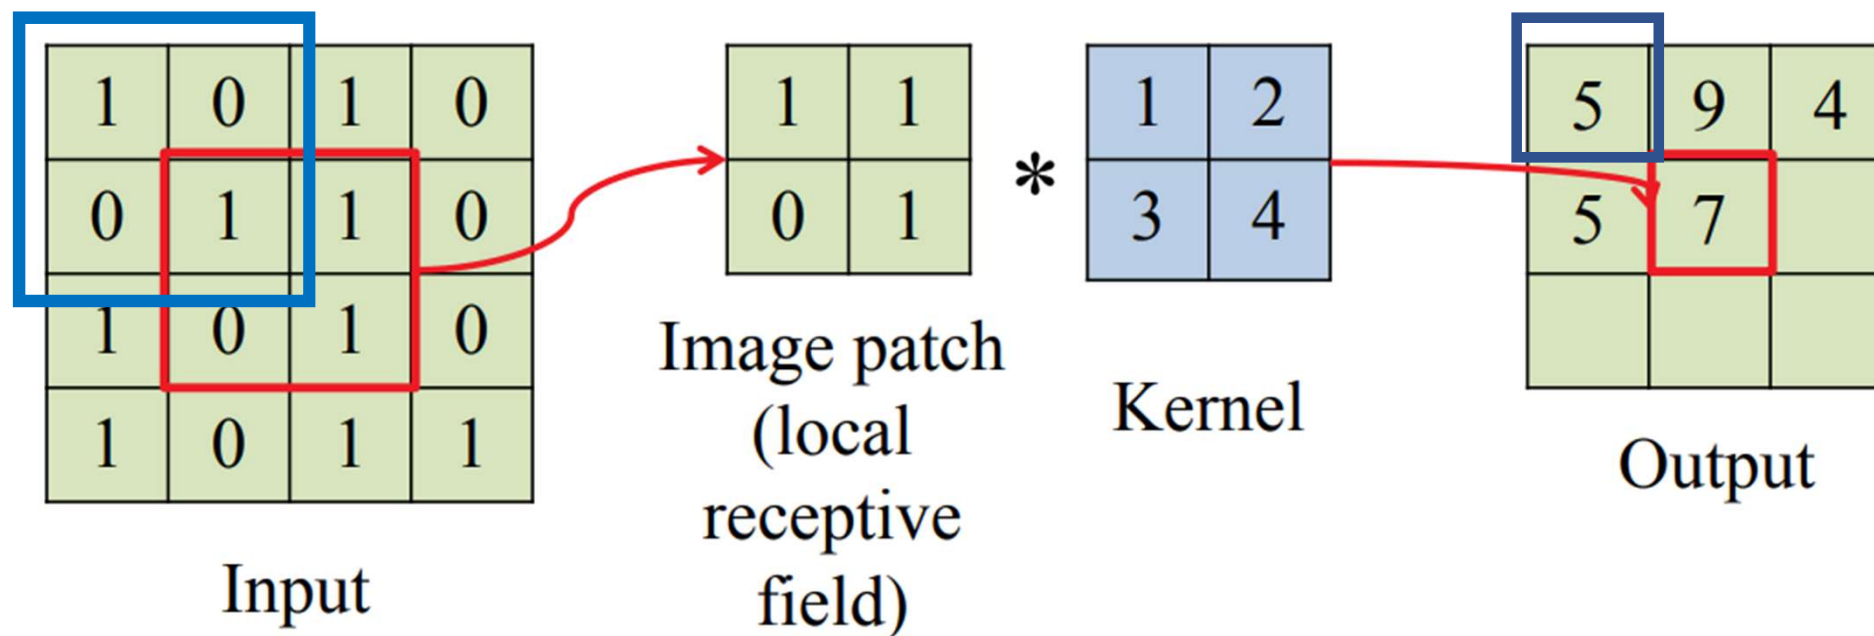 1 0 1 0
0 1 1 0
1 0 1 0
1 0 1 1
Input
1 1
0 1
Image patch
(local
receptive
field)
*
1 2
3 4
Kernel
5 9 4
5 7
Output